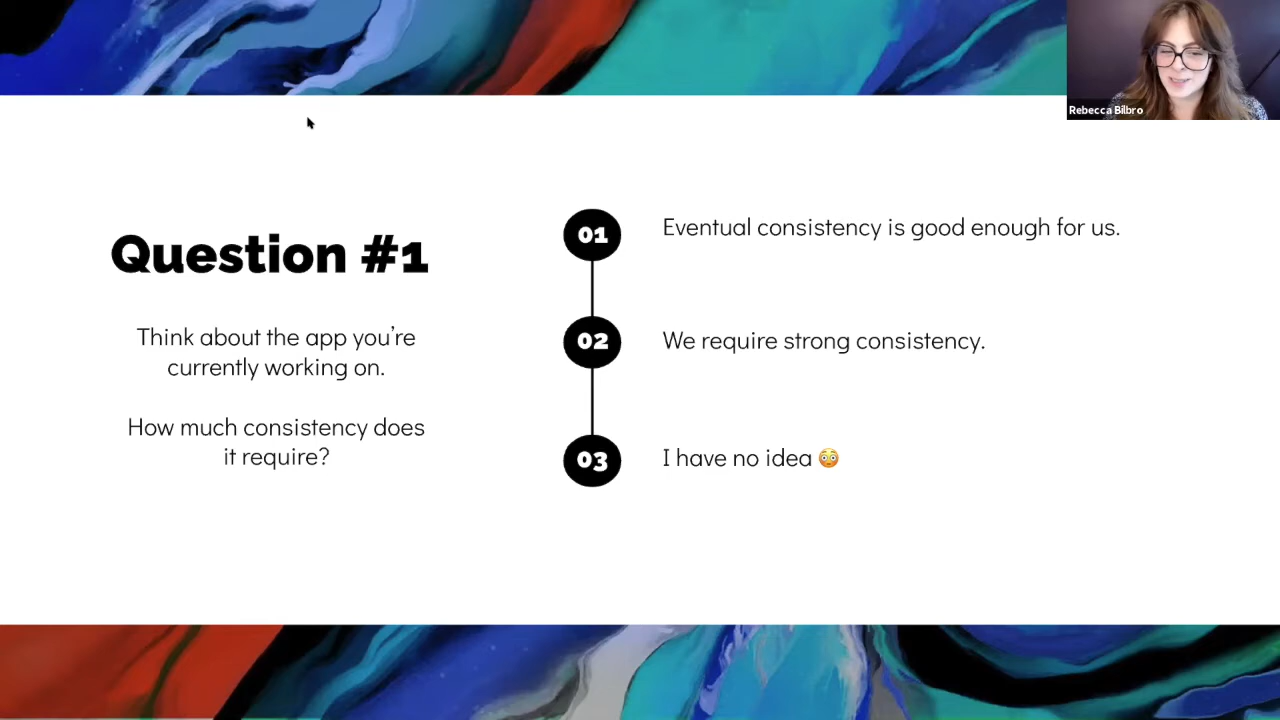 Rebecca Bilbro
Question #1
Think about the app you’re
currently working on.
How much consistency does
it require?
01
Eventual consistency is good enough for us.
02
We require strong consistency.
03
I have no idea 😳